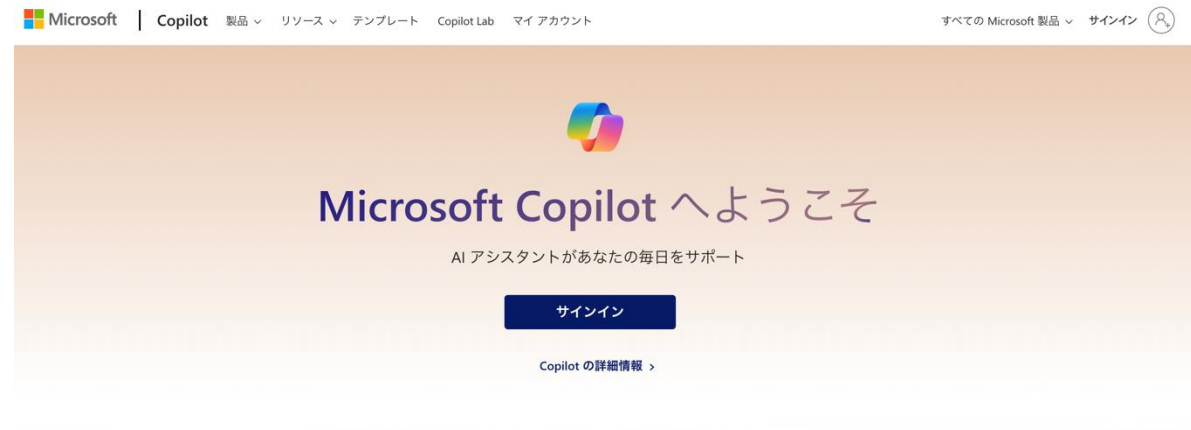 Microsoft Copilot 製品 リソース テンプレート Copilot Lab マイ アカウント すべての Microsoft 製品 サインイン
Microsoft Copilot へようこそ
AI アシスタントがあなたの毎日をサポート
サインイン
Copilot の詳細情報 >